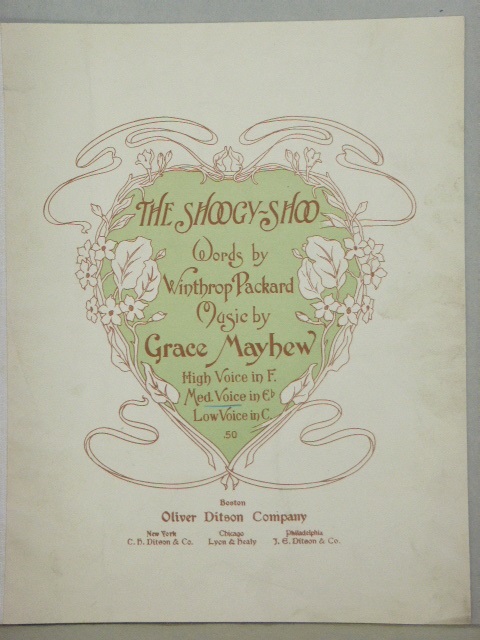 THE SHOOGY-SHOO
Words by
Winthrop Packard
Music by
Grace Mayhew
High Voice in F.
Med. Voice in E♭
Low Voice in C.
.50
Boston
Oliver Ditson Company
New York Chicago Philadelphia
C. H. Ditson & Co. Lyon & Healy J. E. Ditson & Co.